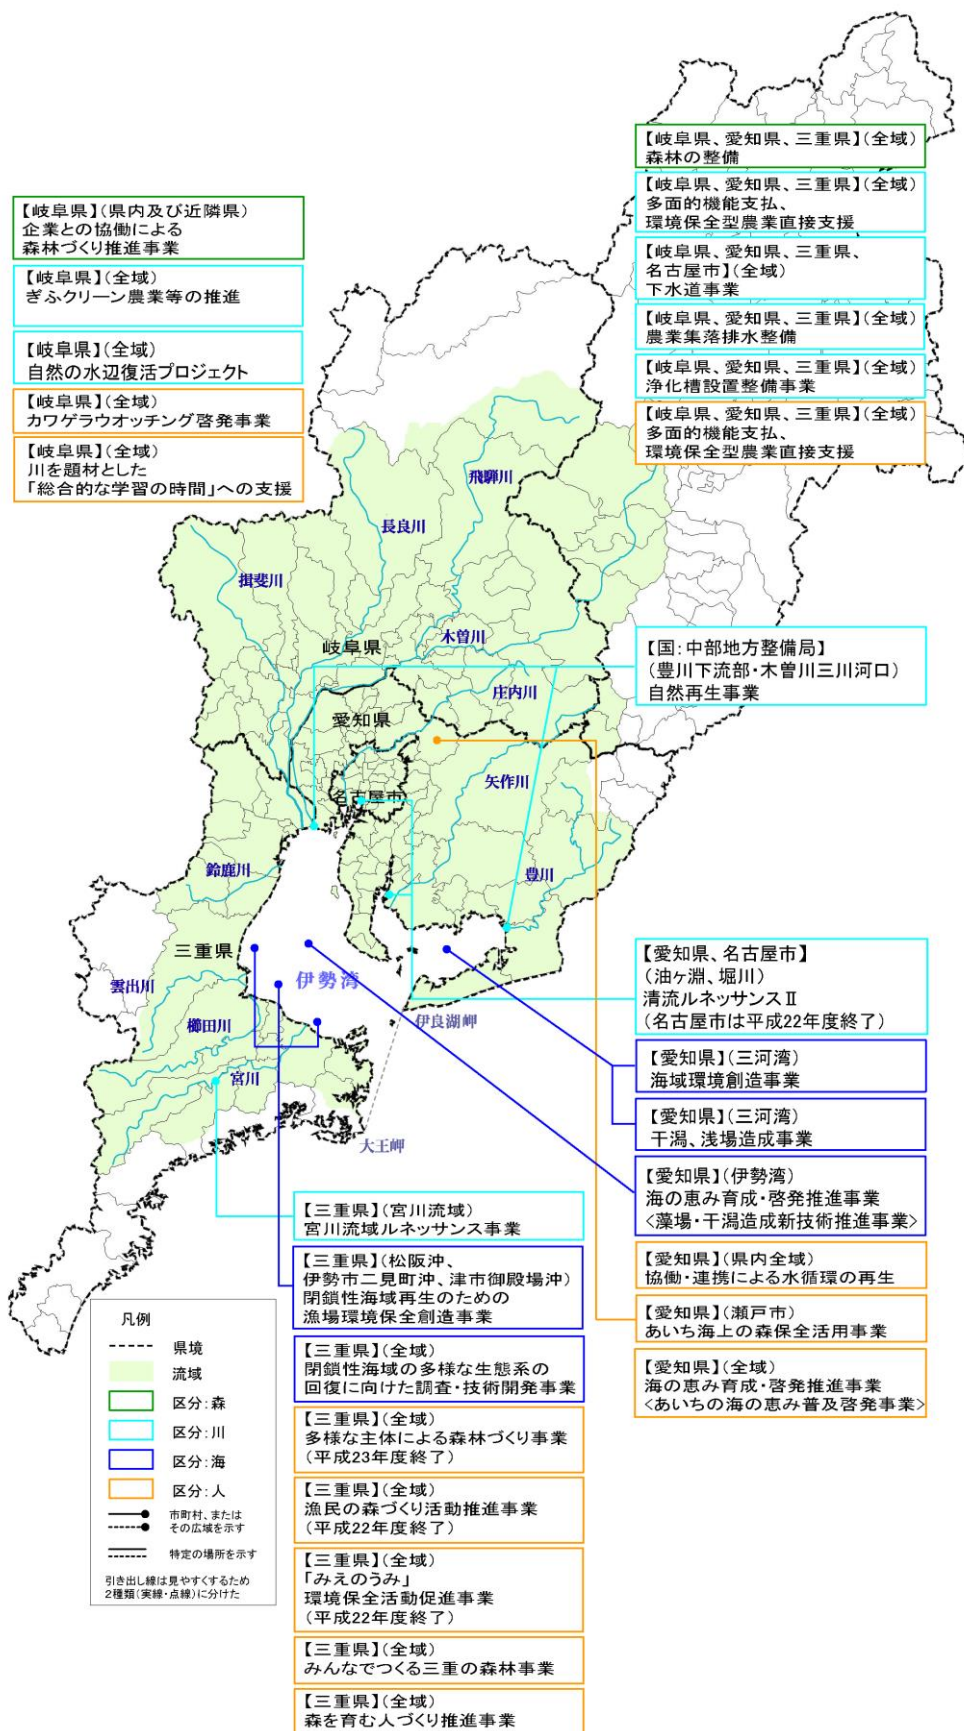 【岐阜県、愛知県、三重県】(全域)
森林の整備
【岐阜県、愛知県、三重県】(全域)
多面的機能支払、
環境保全型農業直接支援
【岐阜県、愛知県、三重県、
名古屋市】(全域)
下水道事業
【岐阜県、愛知県、三重県】(全域)
農業集落排水整備
【岐阜県、愛知県、三重県】(全域)
浄化槽設置整備事業
【岐阜県、愛知県、三重県】(全域)
多面的機能支払、
環境保全型農業直接支援
【岐阜県】(県内及び近隣県)
企業との協働による
森林づくり推進事業
【岐阜県】(全域)
ぎふクリーン農業等の推進
【岐阜県】(全域)
自然の水辺復活プロジェクト
【岐阜県】(全域)
カワゲラウオッチング啓発事業
【岐阜県】(全域)
川を題材とした
「総合的な学習の時間」への支援
飛騨川
長良川
揖斐川
木曽川
岐阜県
庄内川
愛知県
矢作川
名古屋市
豊川
鈴鹿川
三重県
雲出川
伊勢湾
櫛田川
伊良湖岬
宮川
大王岬
【国:中部地方整備局】
(豊川下流部・木曽川三川河口)
自然再生事業
【愛知県、名古屋市】
(油ヶ淵、堀川)
清流ルネッサンスⅡ
(名古屋市は平成22年度終了)
【愛知県】(三河湾)
海域環境創造事業
【愛知県】(三河湾)
干潟、浅場造成事業
【愛知県】(伊勢湾)
海の恵み育成・啓発推進事業
<藻場・干潟造成新技術推進事業>
【愛知県】(県内全域)
協働・連携による水循環の再生
【愛知県】(瀬戸市)
あいち海上の森保全活用事業
【愛知県】(全域)
海の恵み育成・啓発推進事業
<あいちの海の恵み普及啓発事業>
【三重県】(宮川流域)
宮川流域ルネッサンス事業
【三重県】(松阪沖、
伊勢市二見町沖、津市御殿場沖)
閉鎖性海域再生のための
漁場環境保全創造事業
【三重県】(全域)
閉鎖性海域の多様な生態系の
回復に向けた調査・技術開発事業
【三重県】(全域)
多様な主体による森林づくり事業
(平成23年度終了)
【三重県】(全域)
漁民の森づくり活動推進事業
(平成22年度終了)
【三重県】(全域)
「みえのうみ」
環境保全活動促進事業
(平成22年度終了)
【三重県】(全域)
みんなでつくる三重の森林事業
【三重県】(全域)
森を育む人づくり推進事業
凡例
県境
流域
区分:森
区分:川
区分:海
区分:人
市町村、または
その広域を示す
特定の場所を示す
引き出し線は見やすくするため
2種類(実線・点線)に分けた